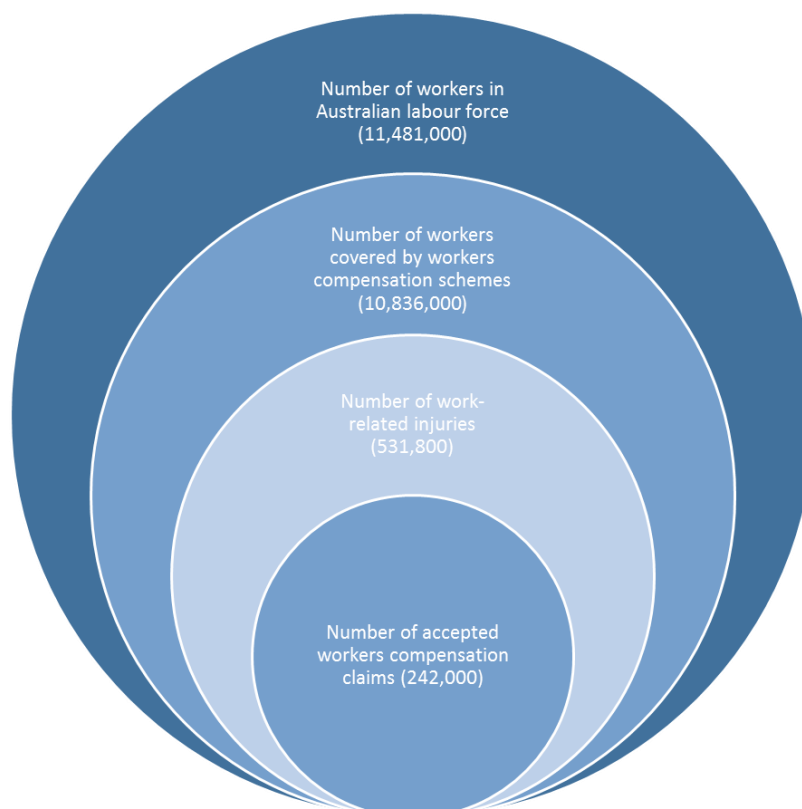 Number of workers in
Australian labour force
(11,481,000)
Number of workers
covered by workers
compensation schemes
(10,836,000)
Number of work-
related injuries
(531,800)
Number of accepted
workers compensation
claims (242,000)